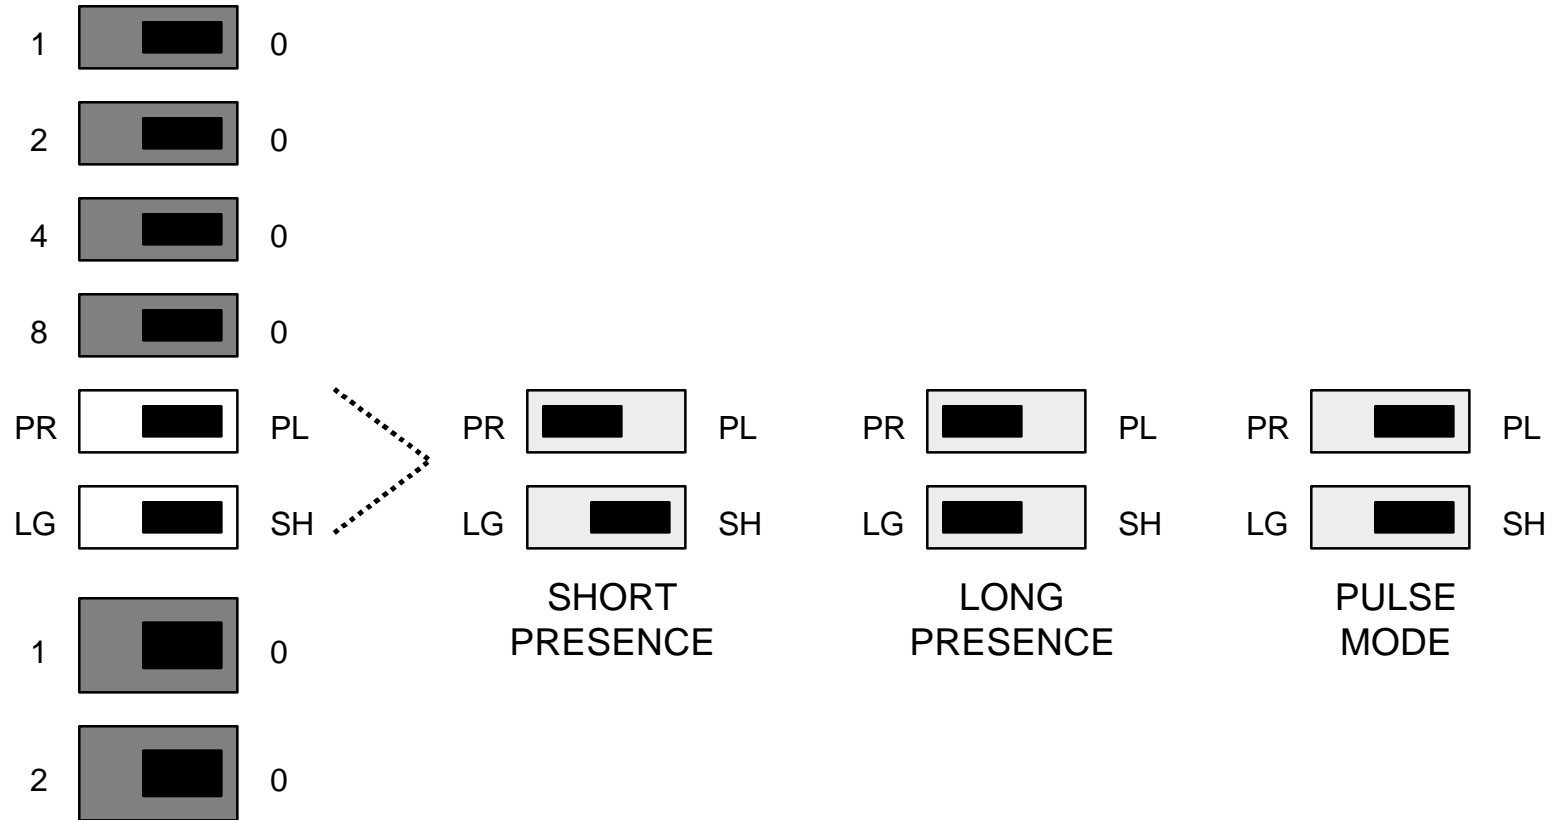 1 0
2 0
4 0
8 0
PR PL PR PL PR PL PR PL
LG SH LG SH LG SH LG SH
SHORT PRESENCE
LONG PRESENCE
PULSE MODE
1 0
2 0